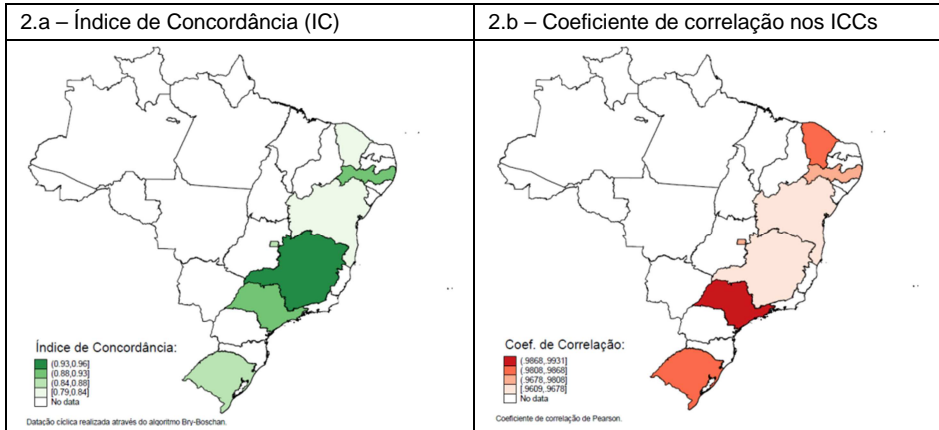 2.a – Índice de Concordância (IC)
2.b – Coeficiente de correlação nos ICCs
Índice de Concordância:
(0.93,0.96]
(0.88,0.93]
(0.84,0.88]
[0.79,0.84]
No data
Datação cíclica realizada através do algoritmo Bry-Boschan.
Coef. de Correlação:
(.9868,.9931]
(.9808,.9868]
(.9678,.9808]
[.9609,.9678]
No data
Coeficiente de correlação de Pearson.